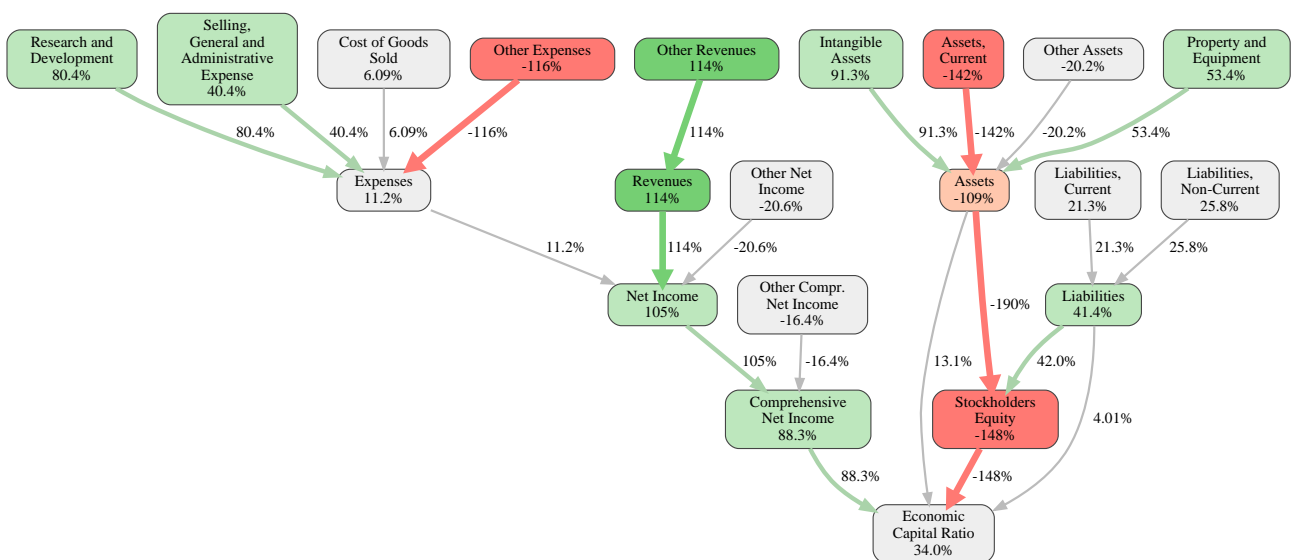 Research and
Development
80.4%
Selling,
General and
Administrative
Expense
40.4%
Cost of Goods
Sold
6.09%
Other Expenses
-116%
Other Revenues
114%
Intangible
Assets
91.3%
Assets,
Current
-142%
Other Assets
-20.2%
Property and
Equipment
53.4%
80.4%
40.4%
6.09%
-116%
114%
91.3%
-142%
-20.2%
53.4%
Expenses
11.2%
Revenues
114%
Other Net
Income
-20.6%
Assets
-109%
Liabilities,
Current
21.3%
Liabilities,
Non-Current
25.8%
11.2%
114%
-20.6%
21.3%
25.8%
Net Income
105%
Other Compr.
Net Income
-16.4%
-190%
Liabilities
41.4%
105%
-16.4%
13.1%
42.0%
Comprehensive
Net Income
88.3%
Stockholders
Equity
-148%
4.01%
88.3%
-148%
Economic
Capital Ratio
34.0%